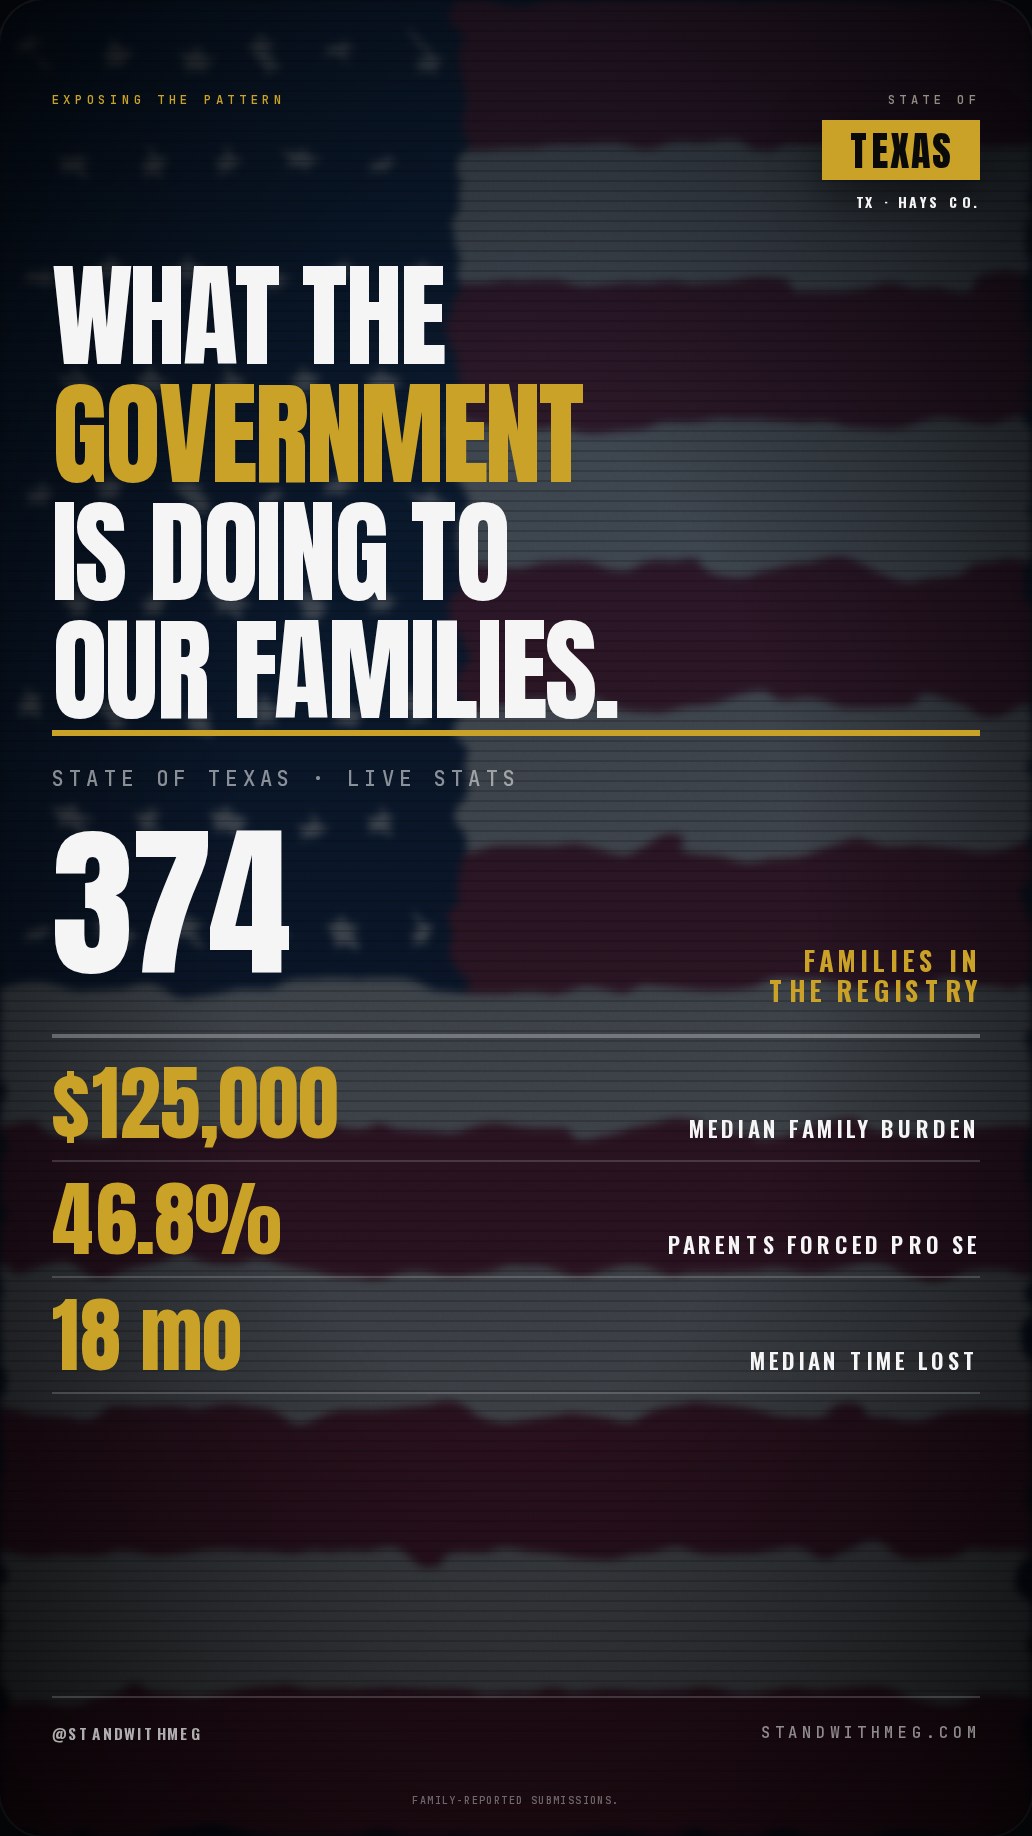 EXPOSING THE PATTERN
STATE OF
TEXAS
TX · HAYS CO.
WHAT THE
GOVERNMENT
IS DOING TO
OUR FAMILIES.
STATE OF TEXAS · LIVE STATS
374
FAMILIES IN
THE REGISTRY
$125,000
MEDIAN FAMILY BURDEN
46.8%
PARENTS FORCED PRO SE
18 mo
MEDIAN TIME LOST
@STANDWITHMEG
STANDWITHMEG.COM
FAMILY-REPORTED SUBMISSIONS.